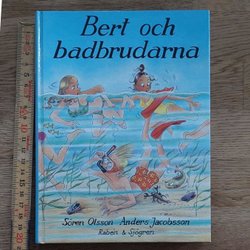 Bert och
badbrudarna
Sören Olsson Anders Jacobsson
Rabén & Sjögren